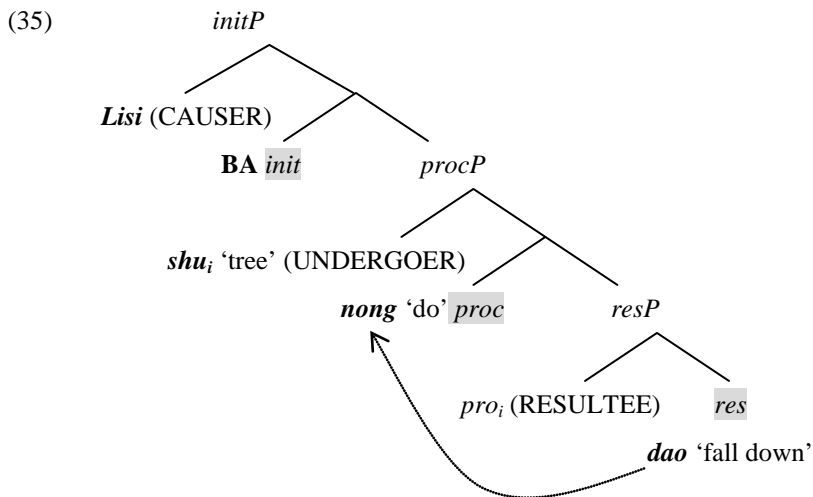 (35) initP
Lisi (CAUSER)
BA init procP
shuᵢ ‘tree’ (UNDERGOER)
nong ‘do’ proc resP
proᵢ (RESULTEE) res
dao ‘fall down’